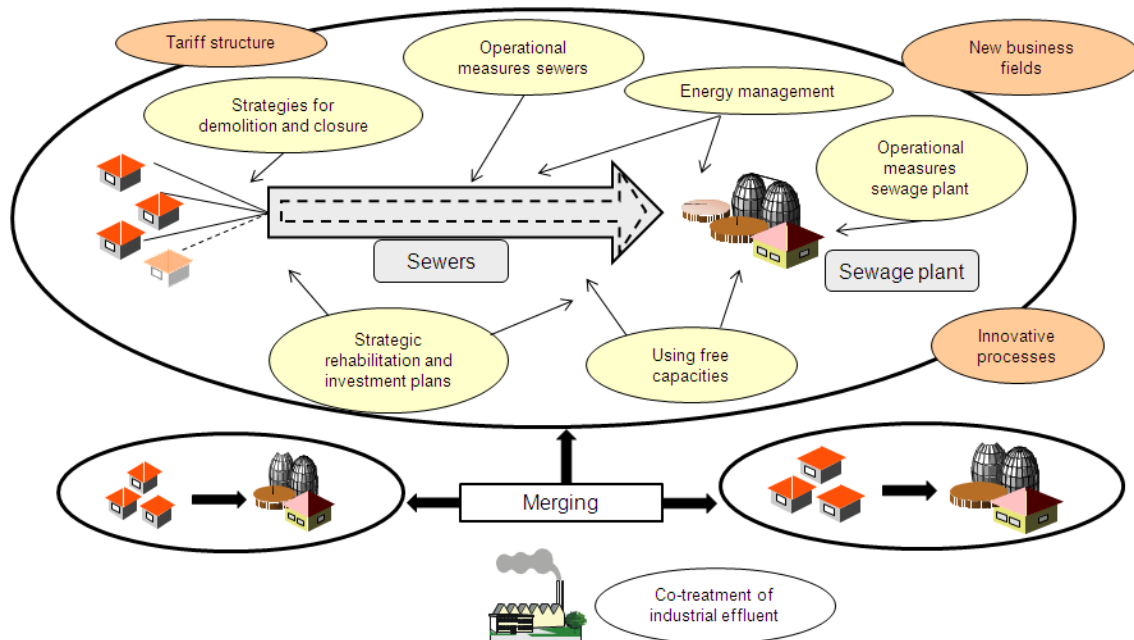 Tariff structure
Operational
measures sewers
New business
fields
Strategies for
demolition and closure
Energy management
Operational
measures
sewage plant
Sewers
Sewage plant
Strategic
rehabilitation and
investment plans
Using free
capacities
Innovative
processes
Merging
Co-treatment of
industrial effluent